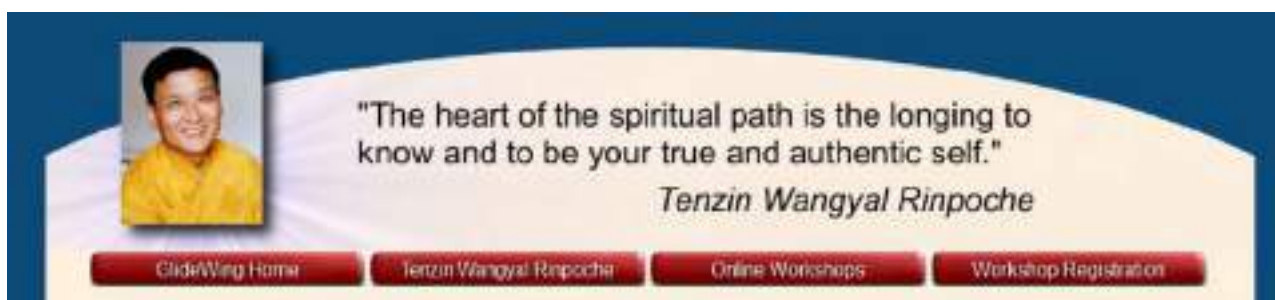 "The heart of the spiritual path is the longing to
know and to be your true and authentic self."
Tenzin Wangyal Rinpoche
GlideWing Home
Tenzin Wangyal Rinpoche
Online Workshops
Workshop Registration